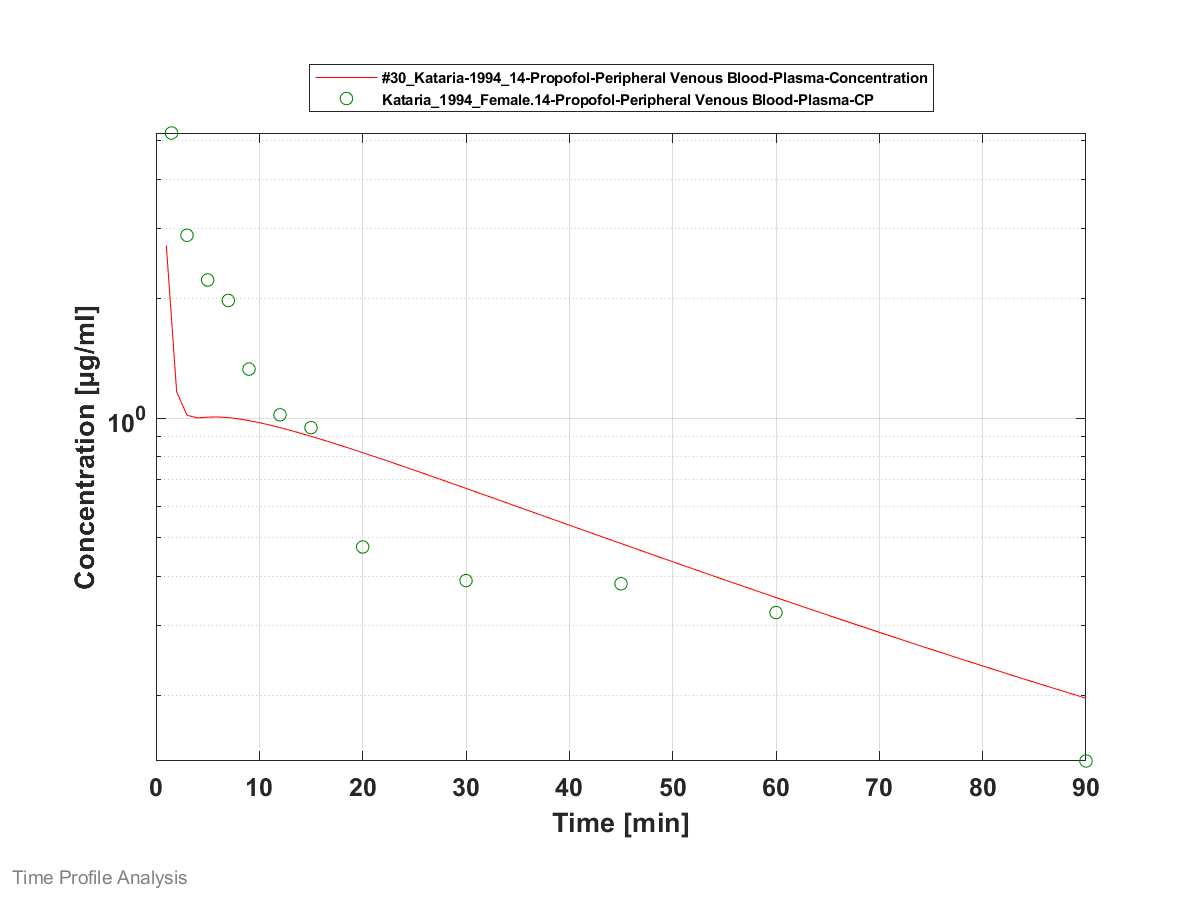 #30_Kataria-1994_14-Propofol-Peripheral Venous Blood-Plasma-Concentration
Kataria_1994_Female.14-Propofol-Peripheral Venous Blood-Plasma-CP
Concentration [µg/ml]
10^0
0 10 20 30 40 50 60 70 80 90
Time [min]
Time Profile Analysis